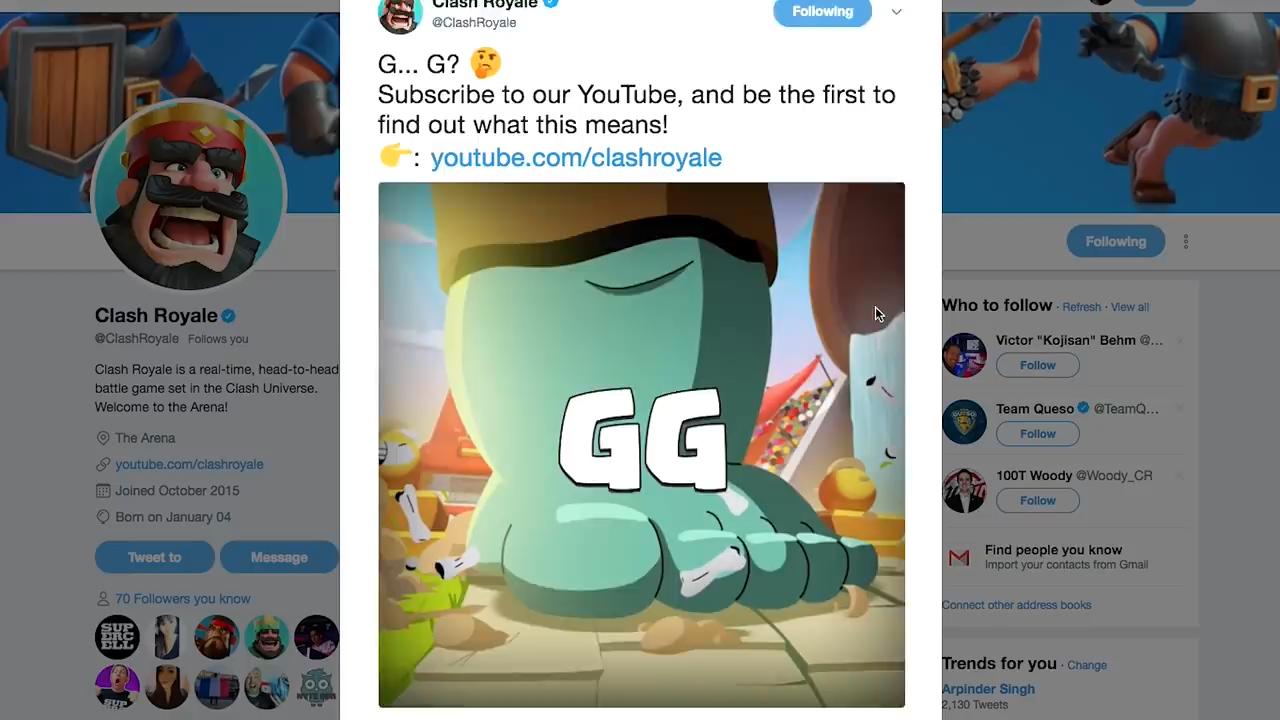 Clash Royale
@ClashRoyale
Following
G... G? 🤔
Subscribe to our YouTube, and be the first to
find out what this means!
👉: youtube.com/clashroyale
GG
Clash Royale
@ClashRoyale Follows you
Clash Royale is a real-time, head-to-head
battle game set in the Clash Universe.
Welcome to the Arena!
The Arena
youtube.com/clashroyale
Joined October 2015
Born on January 04
Tweet to
Message
70 Followers you know
SUP
ERC
ELL
Following
Who to follow · Refresh · View all
Victor "Kojisan" Behm @...
Follow
Team Queso @TeamQ...
Follow
100T Woody @Woody_CR
Follow
Find people you know
Import your contacts from Gmail
Connect other address books
Trends for you · Change
Arpinder Singh
2,130 Tweets